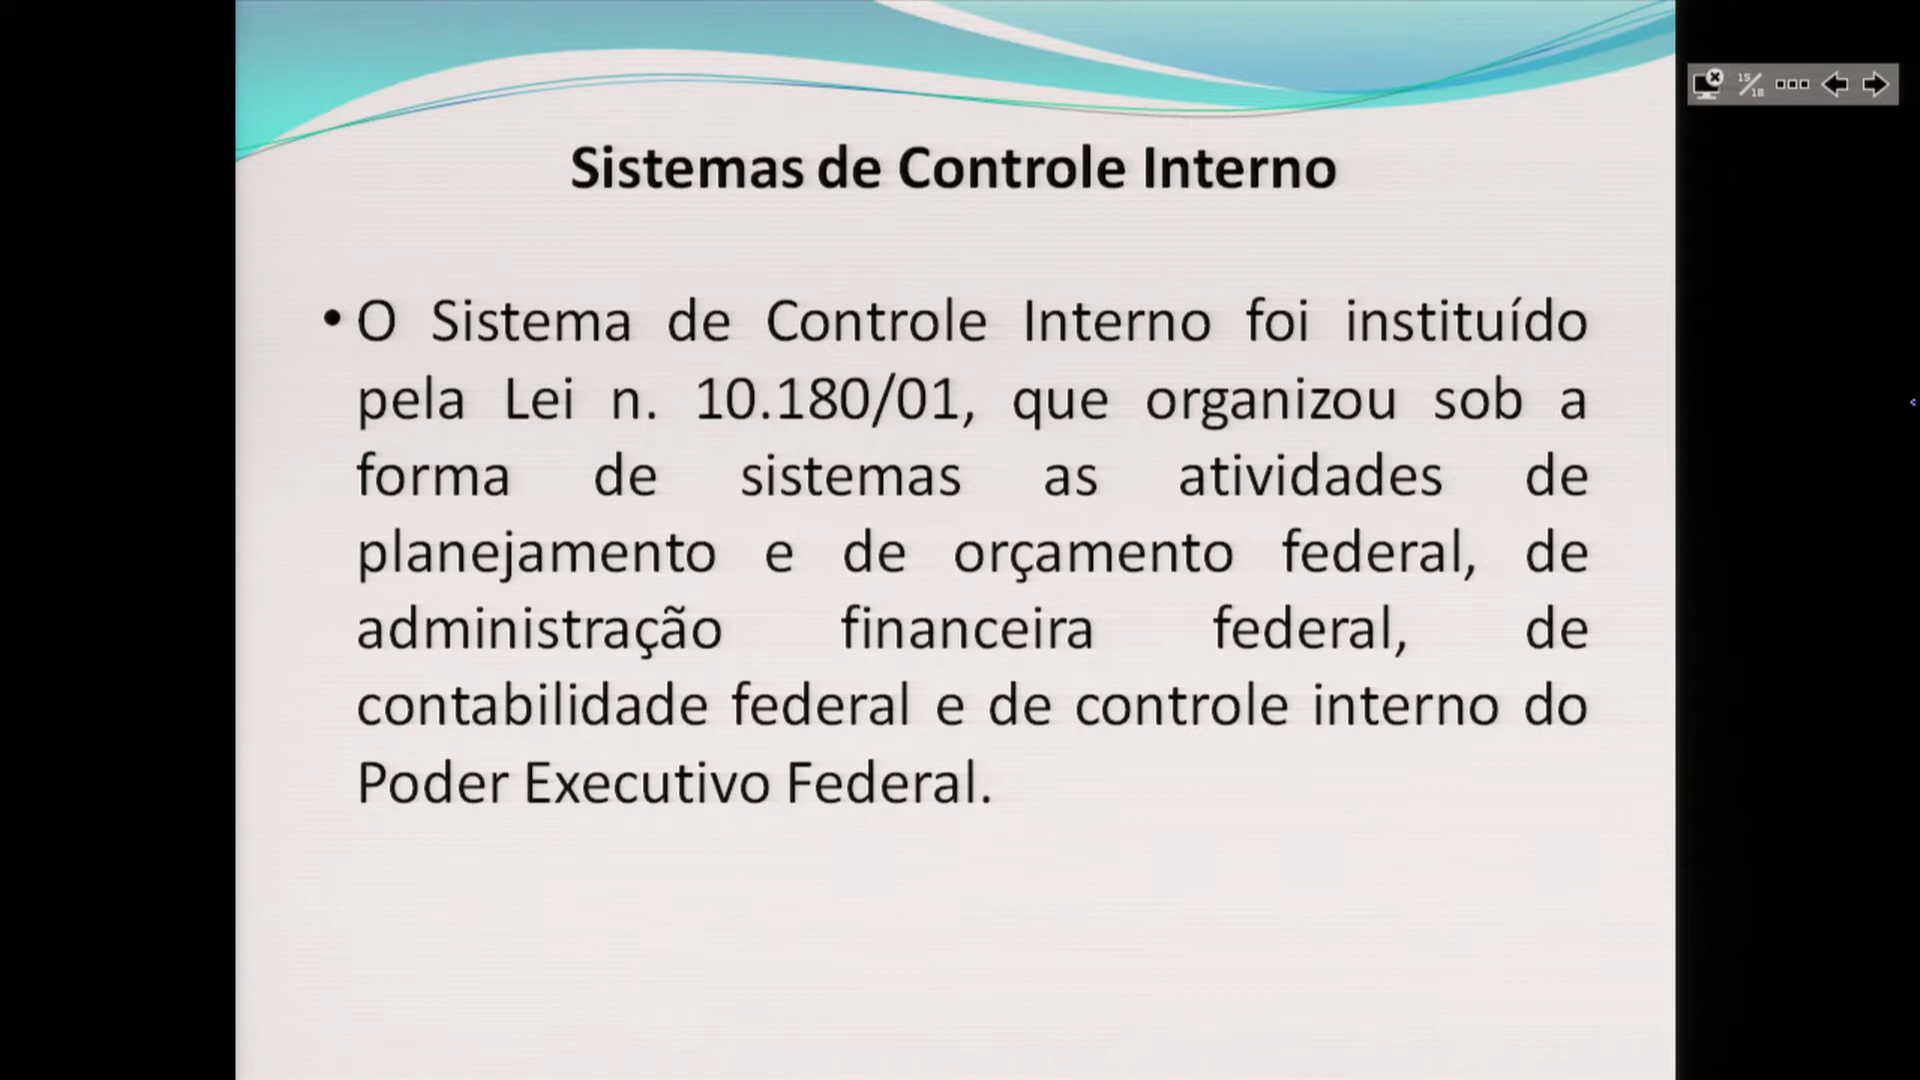 Sistemas de Controle Interno
15/18
• O Sistema de Controle Interno foi instituído
pela Lei n. 10.180/01, que organizou sob a
forma de sistemas as atividades de
planejamento e de orçamento federal, de
administração financeira federal, de
contabilidade federal e de controle interno do
Poder Executivo Federal.